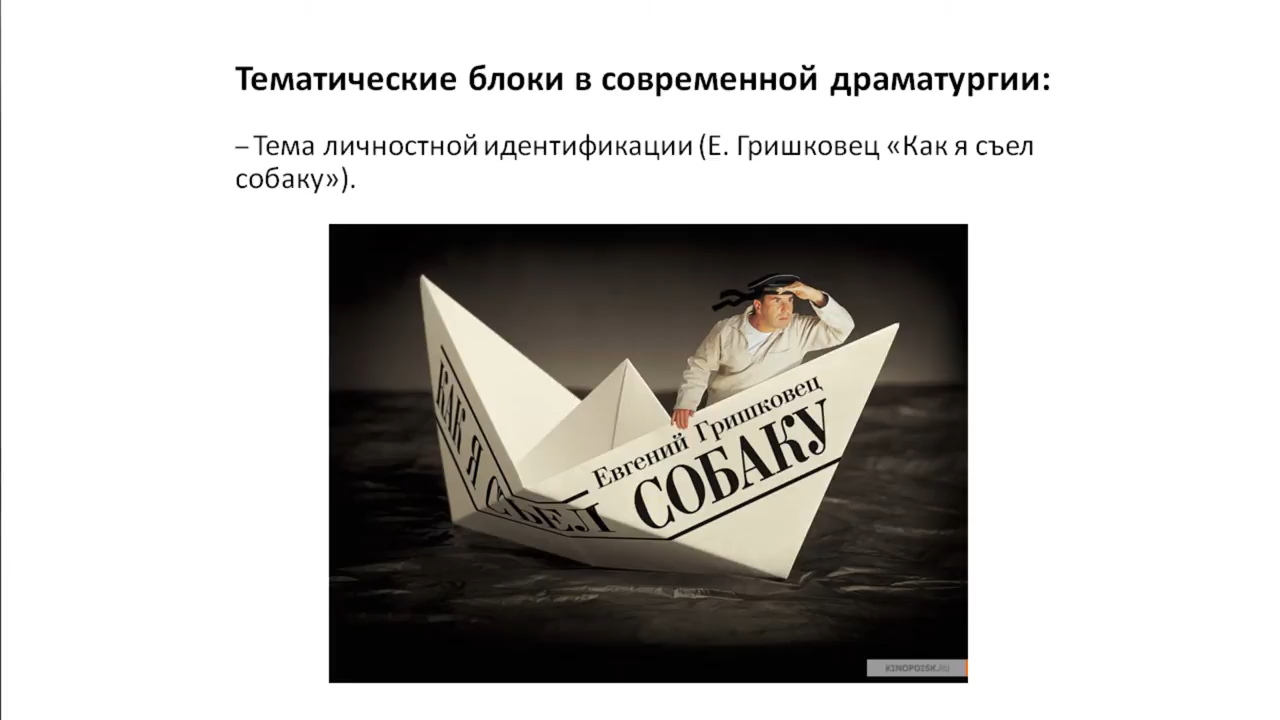 Тематические блоки в современной драматургии:
– Тема личностной идентификации (Е. Гришковец «Как я съел
собаку»).
Евгений Гришковец
КАК Я СЪЕЛ СОБАКУ
KINOPOISK.RU